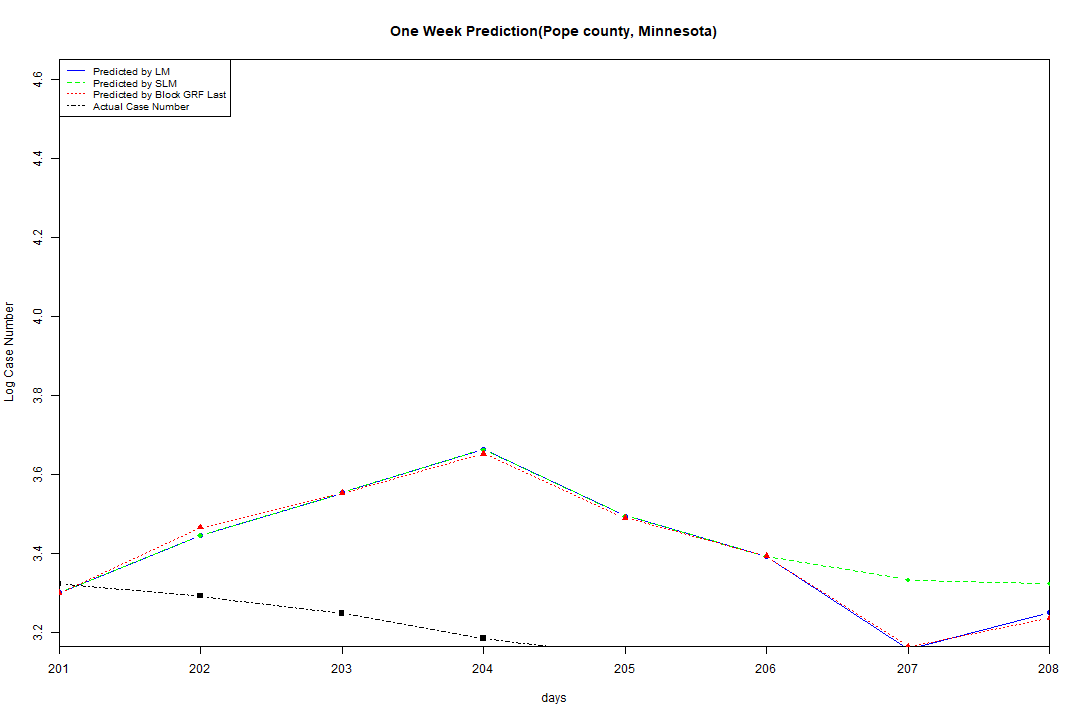 One Week Prediction(Pope county, Minnesota)
Predicted by LM
Predicted by SLM
Predicted by Block GRF Last
Actual Case Number
4.6
4.4
4.2
4.0
3.8
3.6
3.4
3.2
Log Case Number
201 202 203 204 205 206 207 208
days